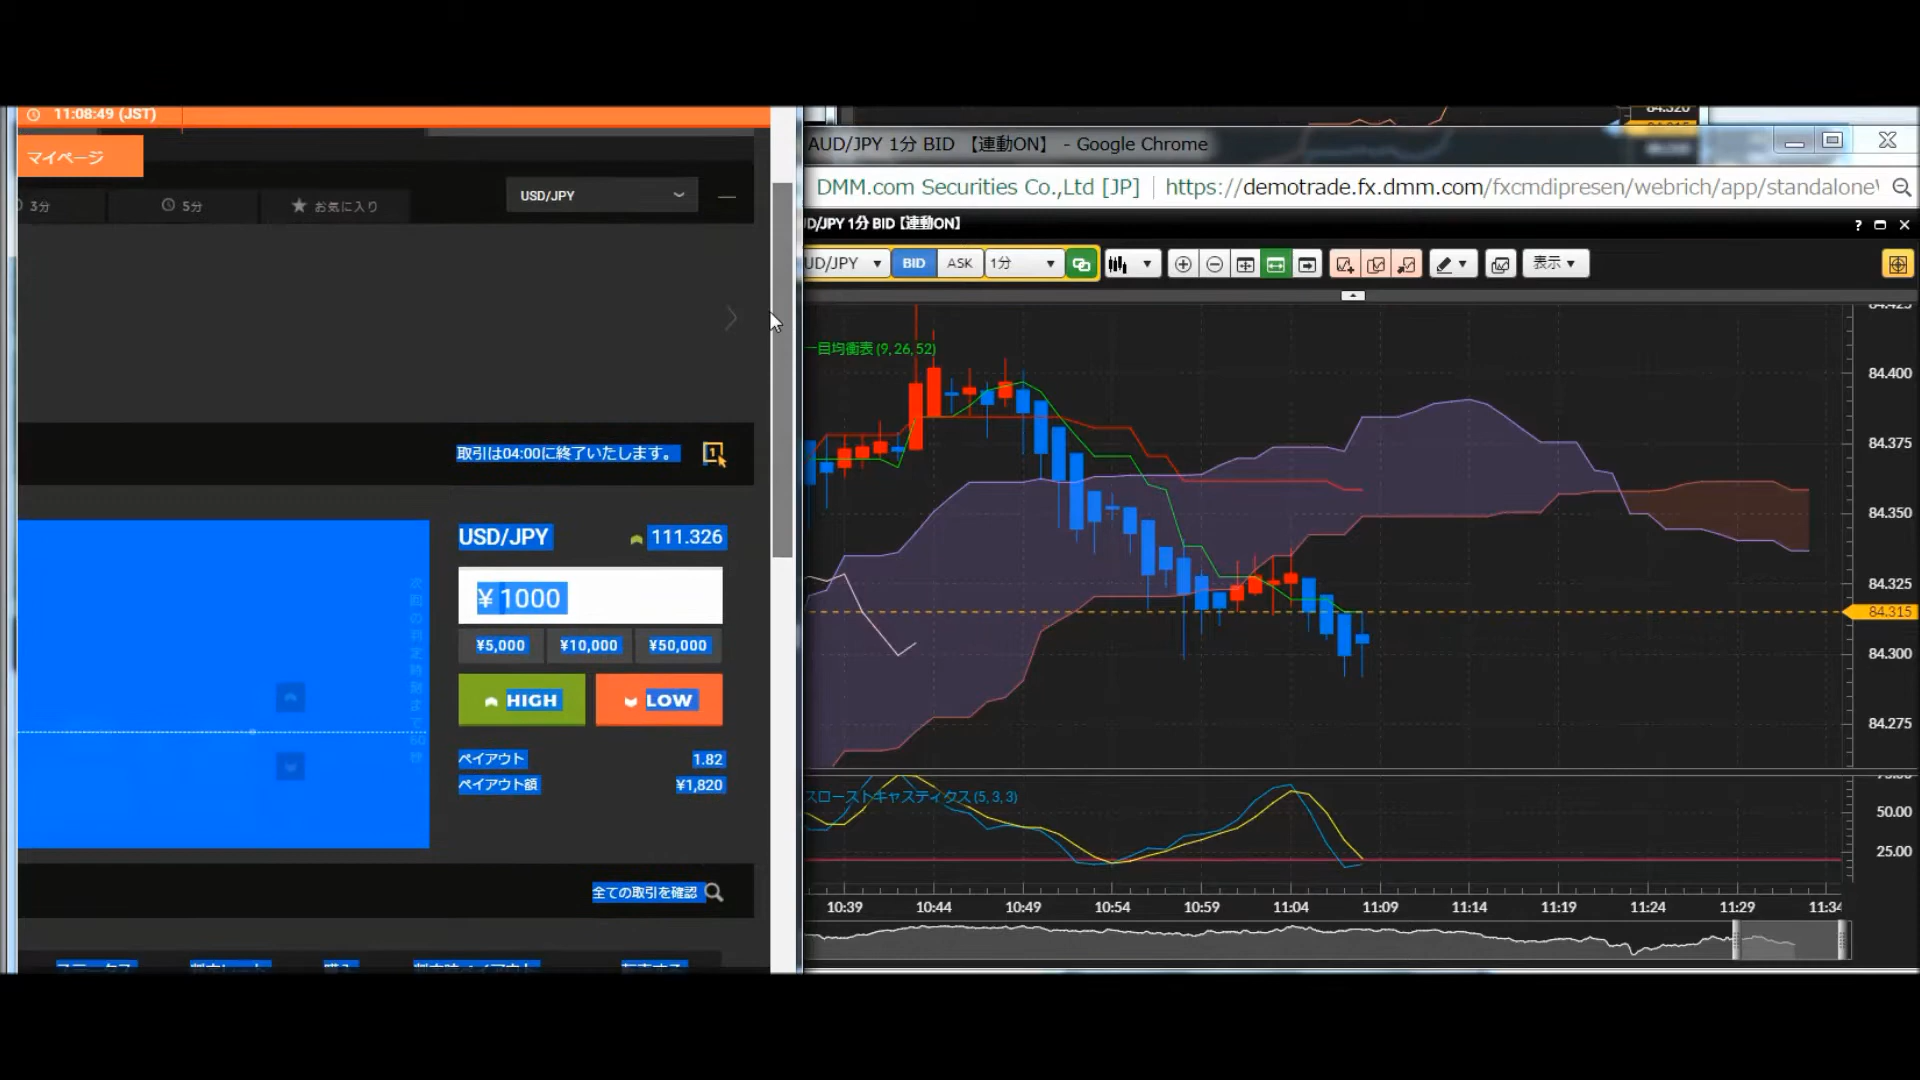 11:08:49 (JST)
マイページ
3分
5分
お気に入り
USD/JPY
取引は04:00に終了いたします。
1
USD/JPY
111.326
¥ 1000
¥5,000
¥10,000
¥50,000
HIGH
LOW
ペイアウト
1.82
ペイアウト額
¥1,820
全ての取引を確認
84.320
AUD/JPY 1分 BID 【連動ON】 - Google Chrome
DMM.com Securities Co.,Ltd [JP]
https://demotrade.fx.dmm.com/fxcmdipresen/webrich/app/standalone
D/JPY 1分 BID【連動ON】
?
UD/JPY
BID
ASK
1分
表示
一目均衡表 (9, 26, 52)
84.425
84.400
84.375
84.350
84.325
84.315
84.300
84.275
スローストキャスティクス (5, 3, 3)
75.00
50.00
25.00
10:39
10:44
10:49
10:54
10:59
11:04
11:09
11:14
11:19
11:24
11:29
11:34